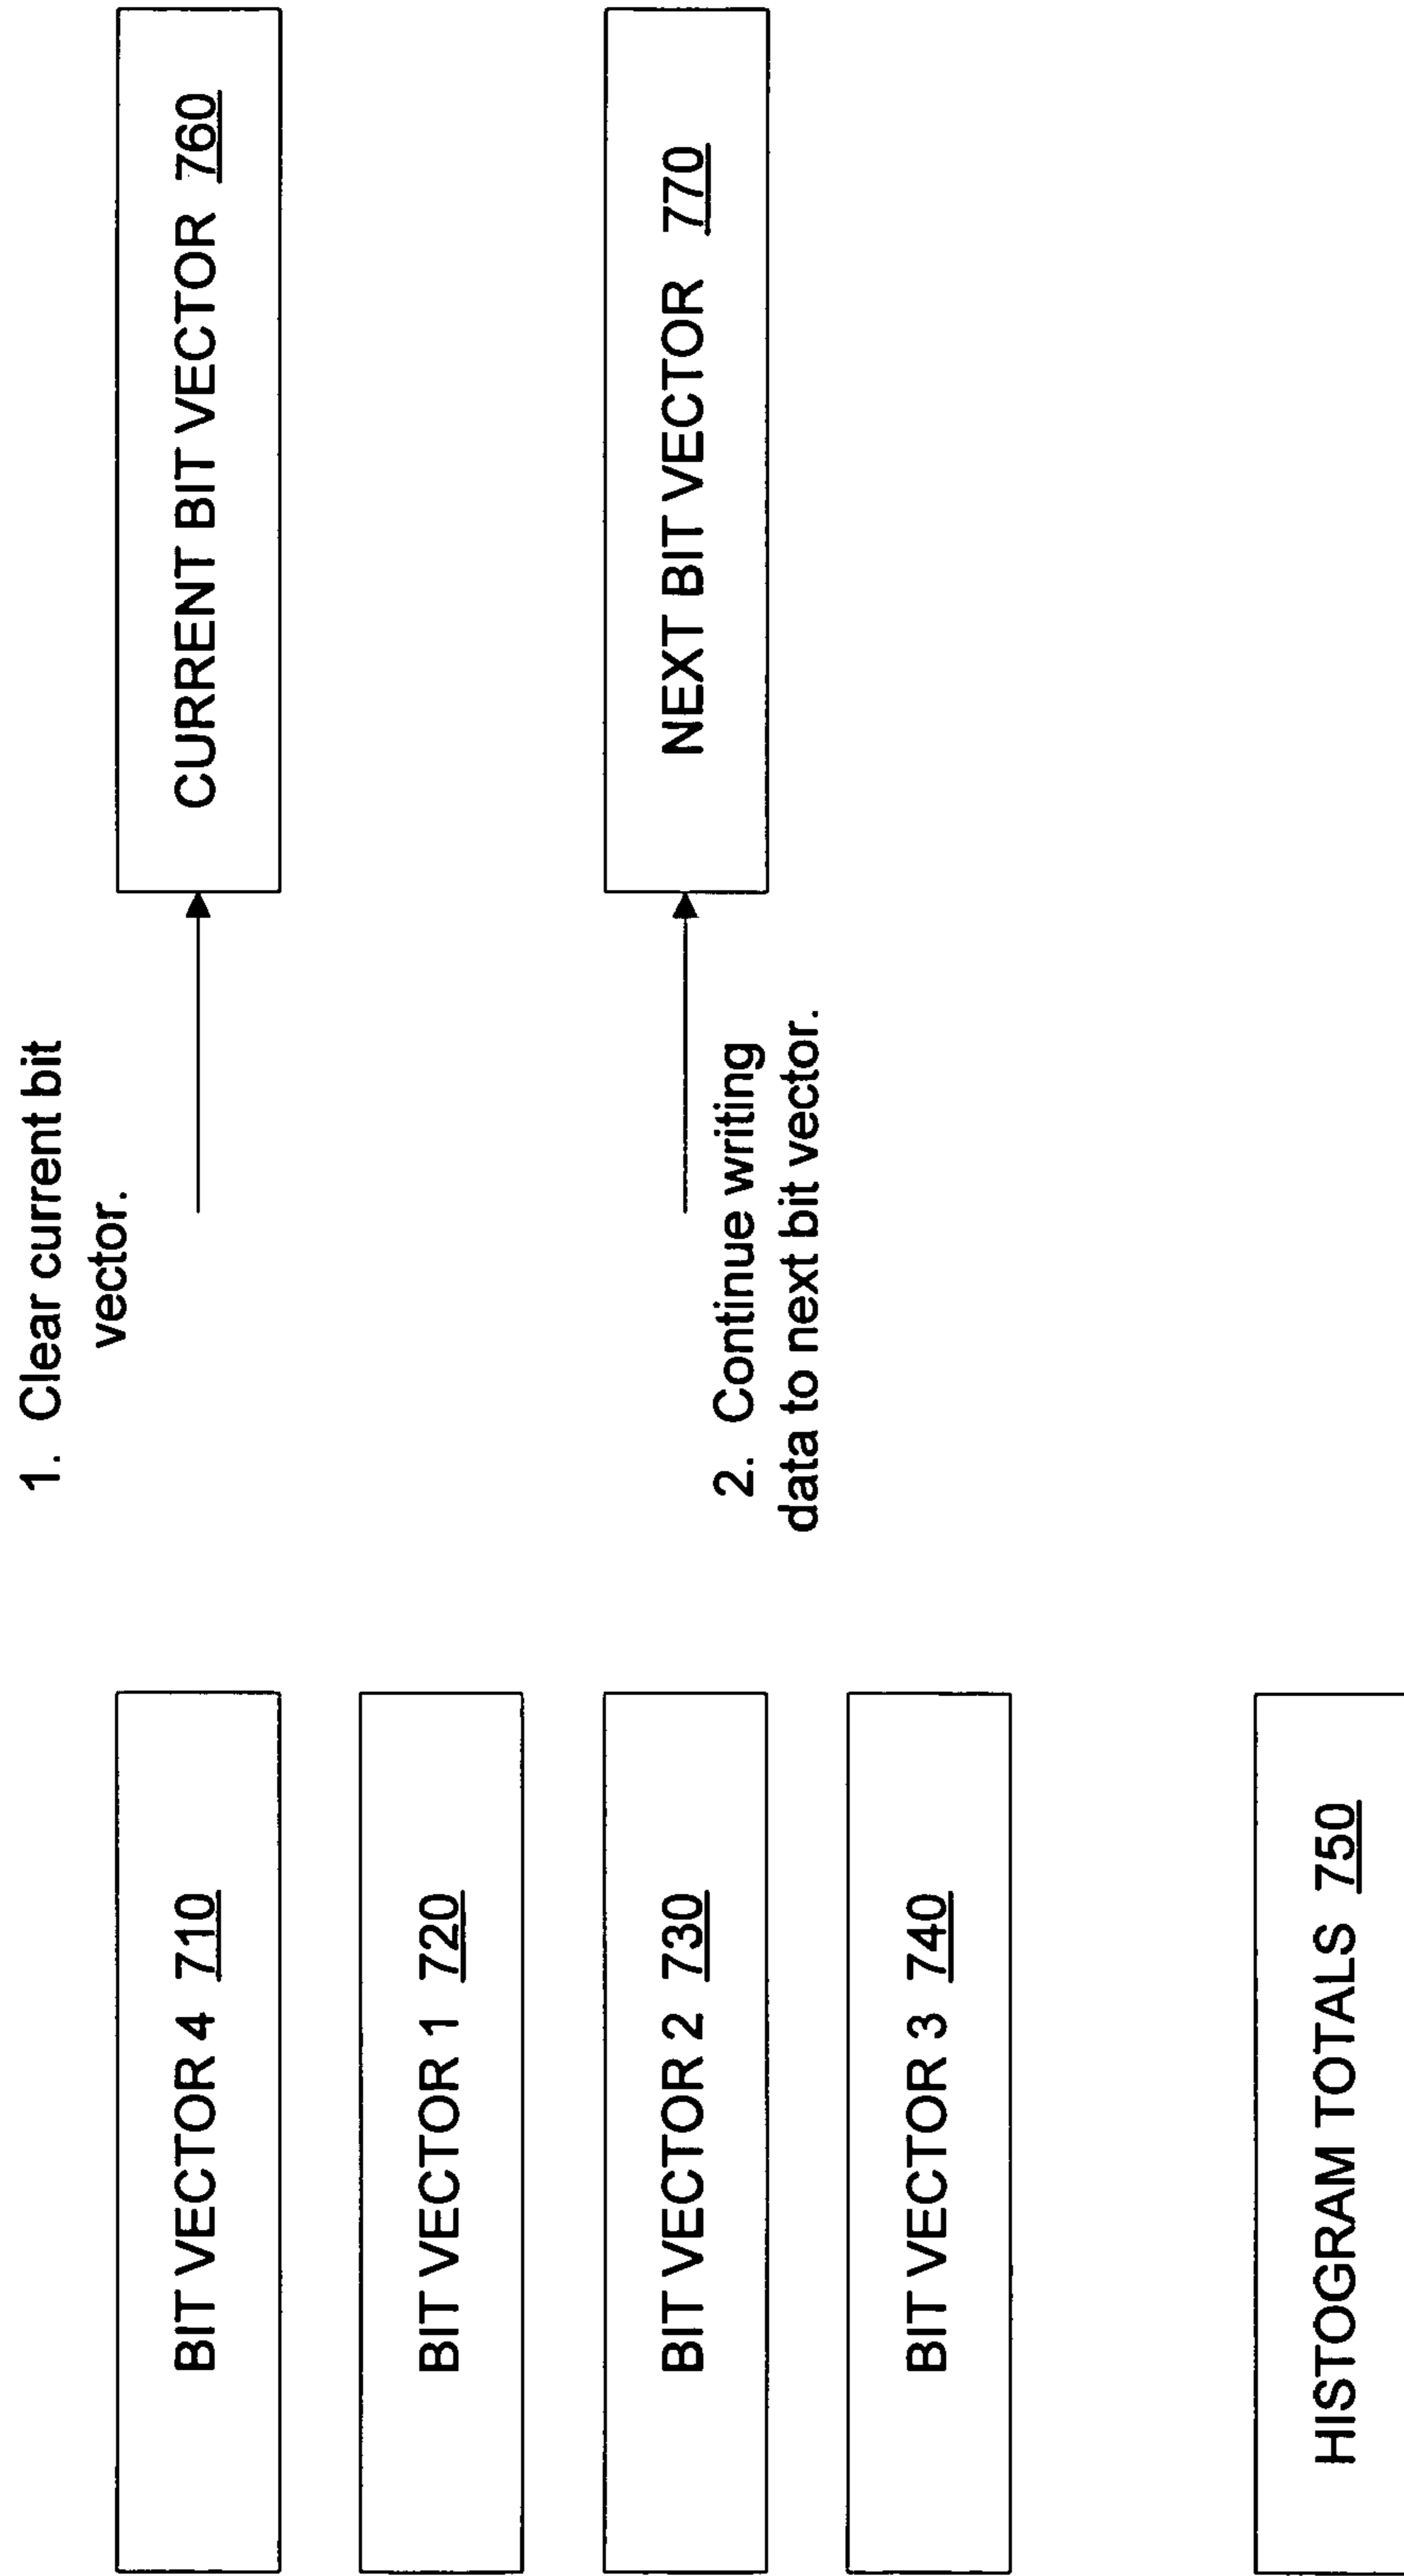 BIT VECTOR 4 710
BIT VECTOR 1 720
BIT VECTOR 2 730
BIT VECTOR 3 740
HISTOGRAM TOTALS 750
1. Clear current bit
vector.
CURRENT BIT VECTOR 760
2. Continue writing
data to next bit vector.
NEXT BIT VECTOR 770